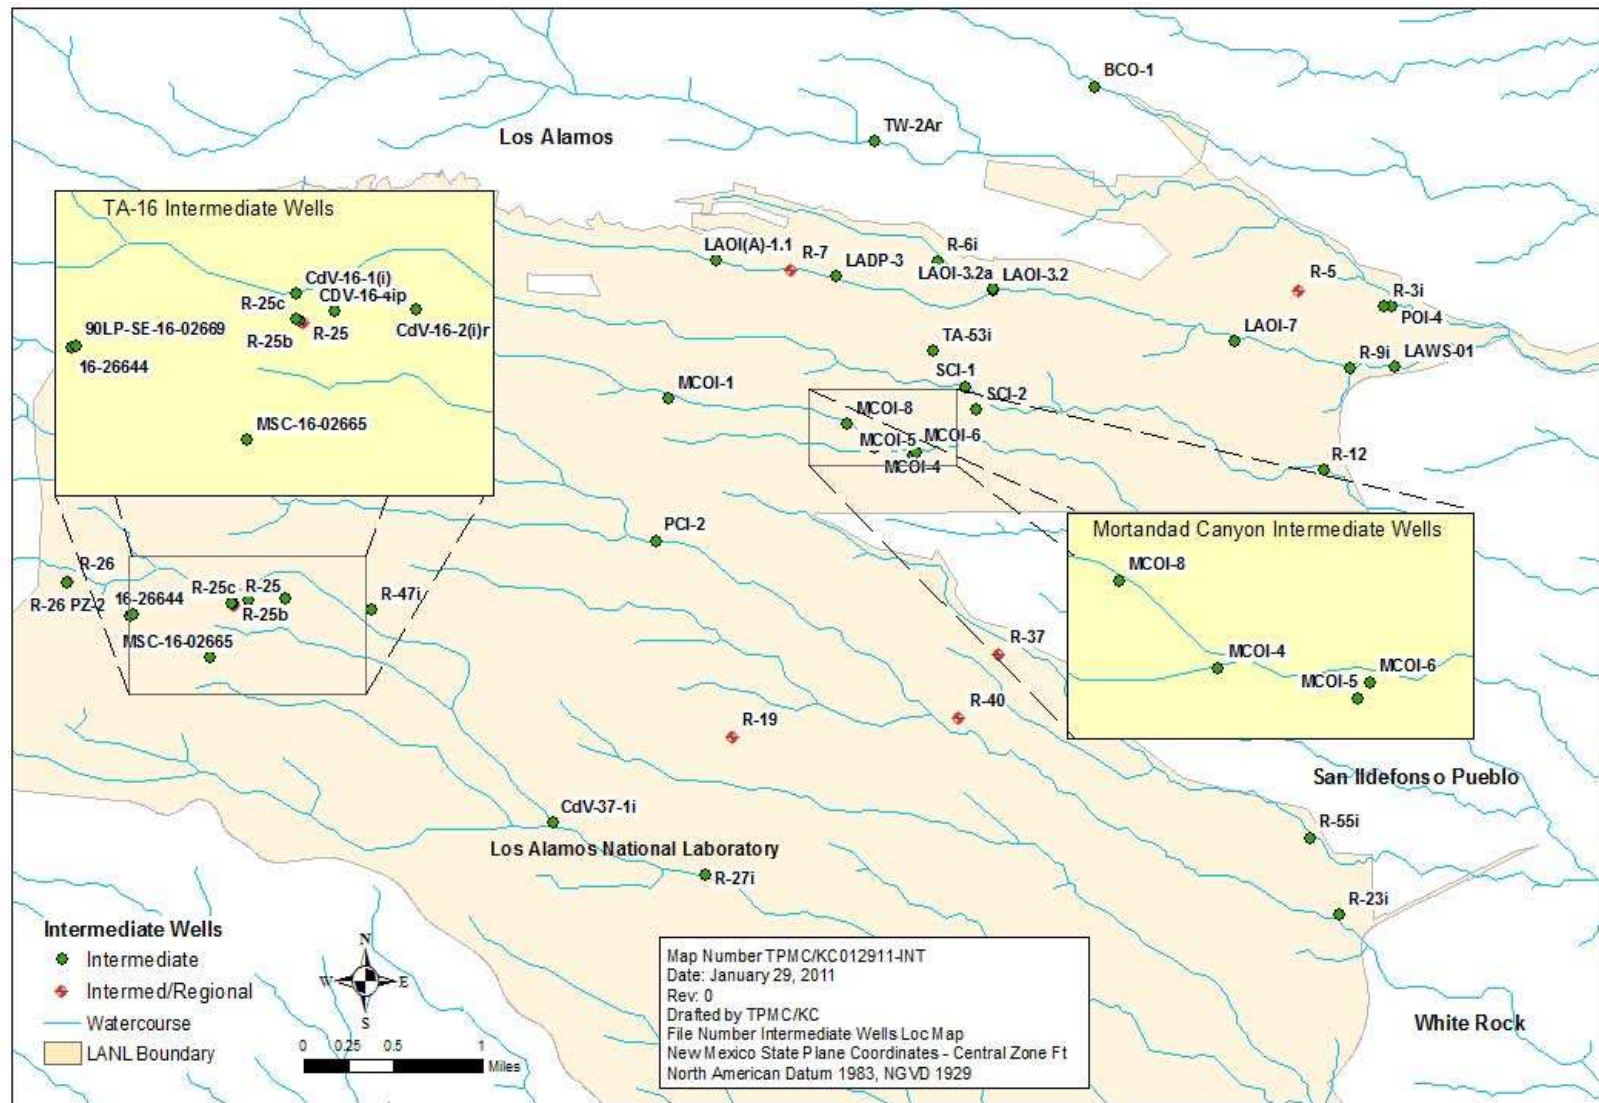 BCO-1
TW-2Ar
Los Alamos
TA-16 Intermediate Wells
CdV-16-1(i)
R-25c
CDV-16-4ip
R-25
R-25b
CdV-16-2(i)r
90LP-SE-16-02669
16-26644
MSC-16-02665
LAOI(A)-1.1
R-7
LADP-3
R-6i
LAOI-3.2a
LAOI-3.2
R-5
R-3i
POI-4
LAOI-7
R-9i
LAWS-01
TA-53i
SCI-1
SCI-2
MCOI-1
MCOI-8
MCOI-5
MCOI-6
MCOI-4
R-12
PCI-2
Mortandad Canyon Intermediate Wells
MCOI-8
MCOI-4
MCOI-6
MCOI-5
R-26
R-26 PZ-2
16-26644
R-25c
R-25
R-25b
R-47i
MSC-16-02665
R-37
R-40
R-19
San Ildefonso Pueblo
CdV-37-1i
Los Alamos National Laboratory
R-27i
R-55i
R-23i
White Rock
Intermediate Wells
Intermediate
Intermed/Regional
Watercourse
LANL Boundary
N
W
E
S
0 0.25 0.5 1
Miles
Map Number TPMC/KC012911-INT
Date: January 29, 2011
Rev: 0
Drafted by TPMC/KC
File Number Intermediate Wells Loc Map
New Mexico State Plane Coordinates - Central Zone Ft
North American Datum 1983, NGVD 1929